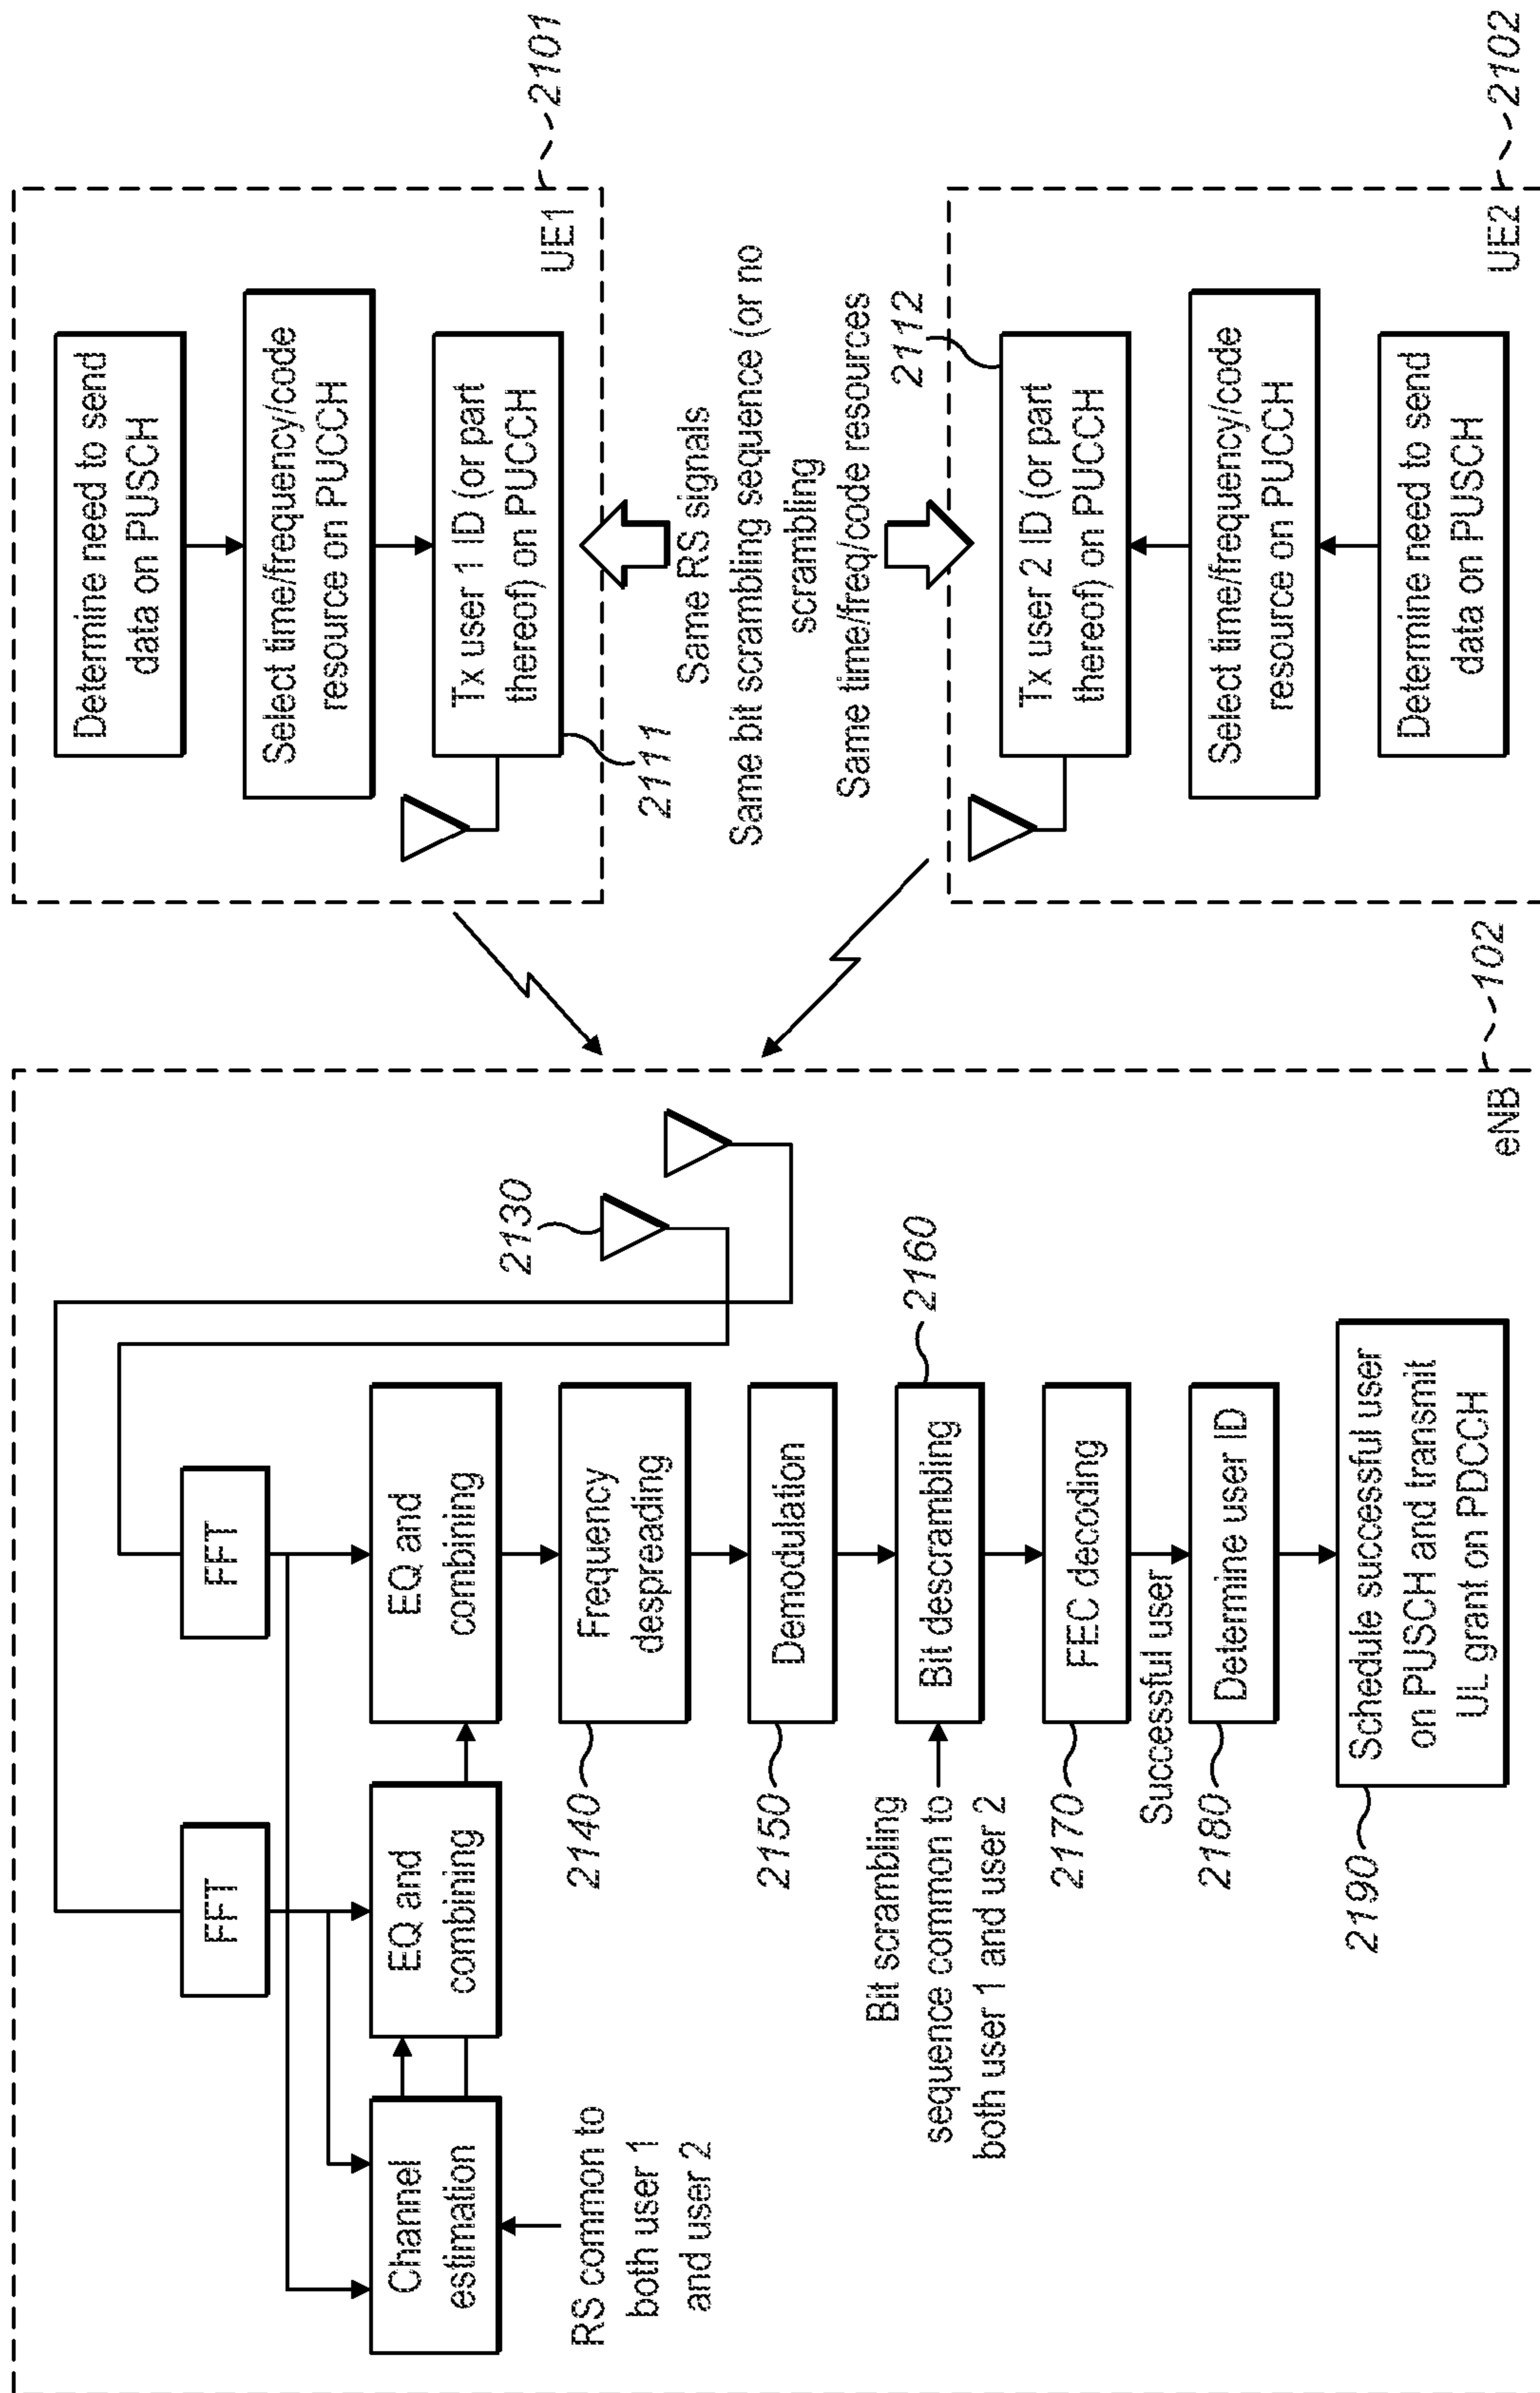 Determine need to send
data on PUSCH
Select time/frequency/code
resource on PUCCH
Tx user 1 ID (or part
thereof) on PUCCH
UE1
2101
2111
Same RS signals
Same bit scrambling sequence (or no
scrambling
Same time/freq/code resources
2112
Tx user 2 ID (or part
thereof) on PUCCH
Select time/frequency/code
resource on PUCCH
Determine need to send
data on PUSCH
UE2
2102
2130
FFT
FFT
Channel
estimation
EQ and
combining
EQ and
combining
RS common to
both user 1
and user 2
Frequency
despreading
2140
Demodulation
2150
Bit descrambling
2160
Bit scrambling
sequence common to
both user 1 and user 2
FEC decoding
2170
Successful user
Determine user ID
2180
Schedule successful user
on PUSCH and transmit
UL grant on PDCCH
2190
eNB
102